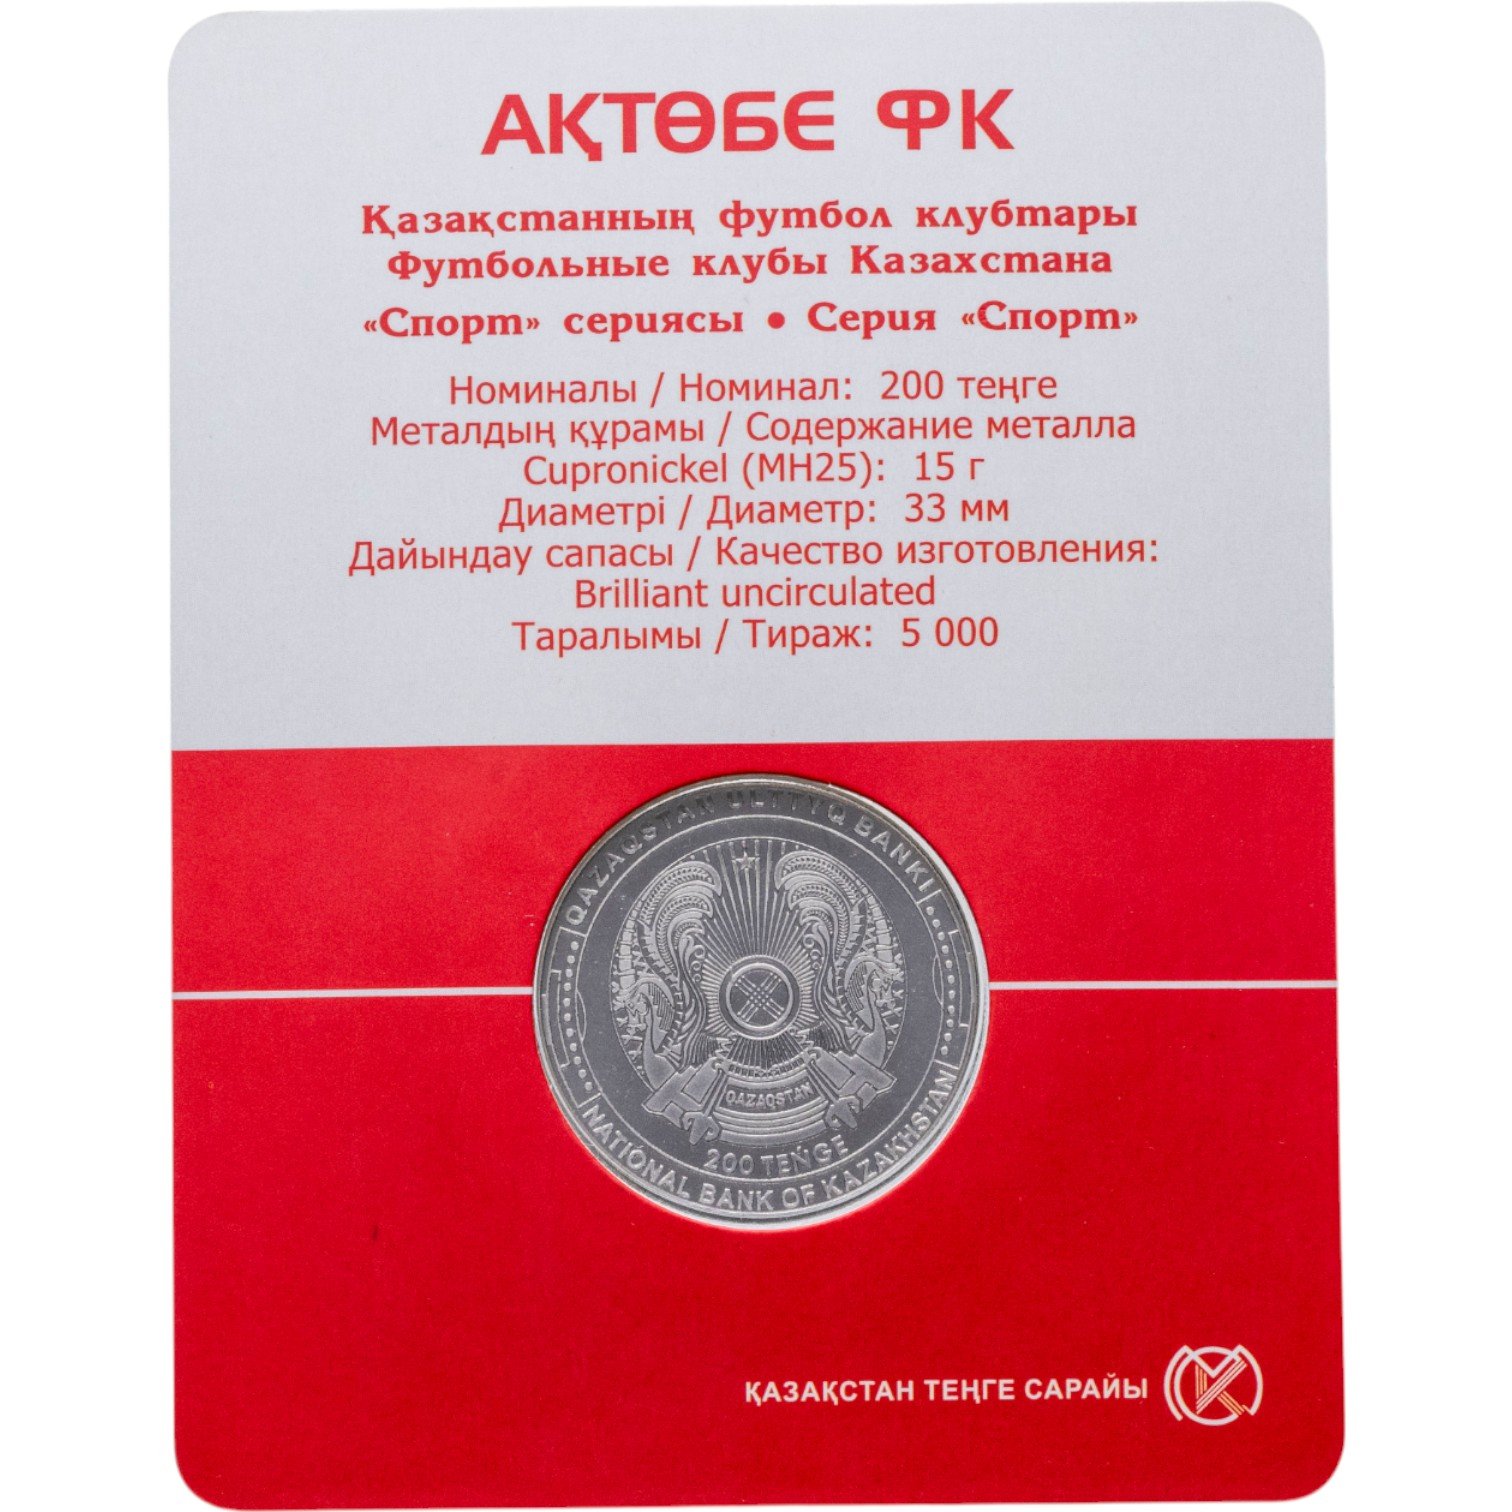 АҚТӨБЕ ФК
Қазақстанның футбол клубтары
Футбольные клубы Казахстана
«Спорт» сериясы • Серия «Спорт»
Номиналы / Номинал: 200 теңге
Металдың құрамы / Содержание металла
Cupronickel (МН25): 15 г
Диаметрі / Диаметр: 33 мм
Дайындау сапасы / Качество изготовления:
Brilliant uncirculated
Таралымы / Тираж: 5 000
QAZAQSTAN ULTTYQ BANKI
QAZAQSTAN
200 TEŃGE
NATIONAL BANK OF KAZAKHSTAN
ҚАЗАҚСТАН ТЕҢГЕ САРАЙЫ